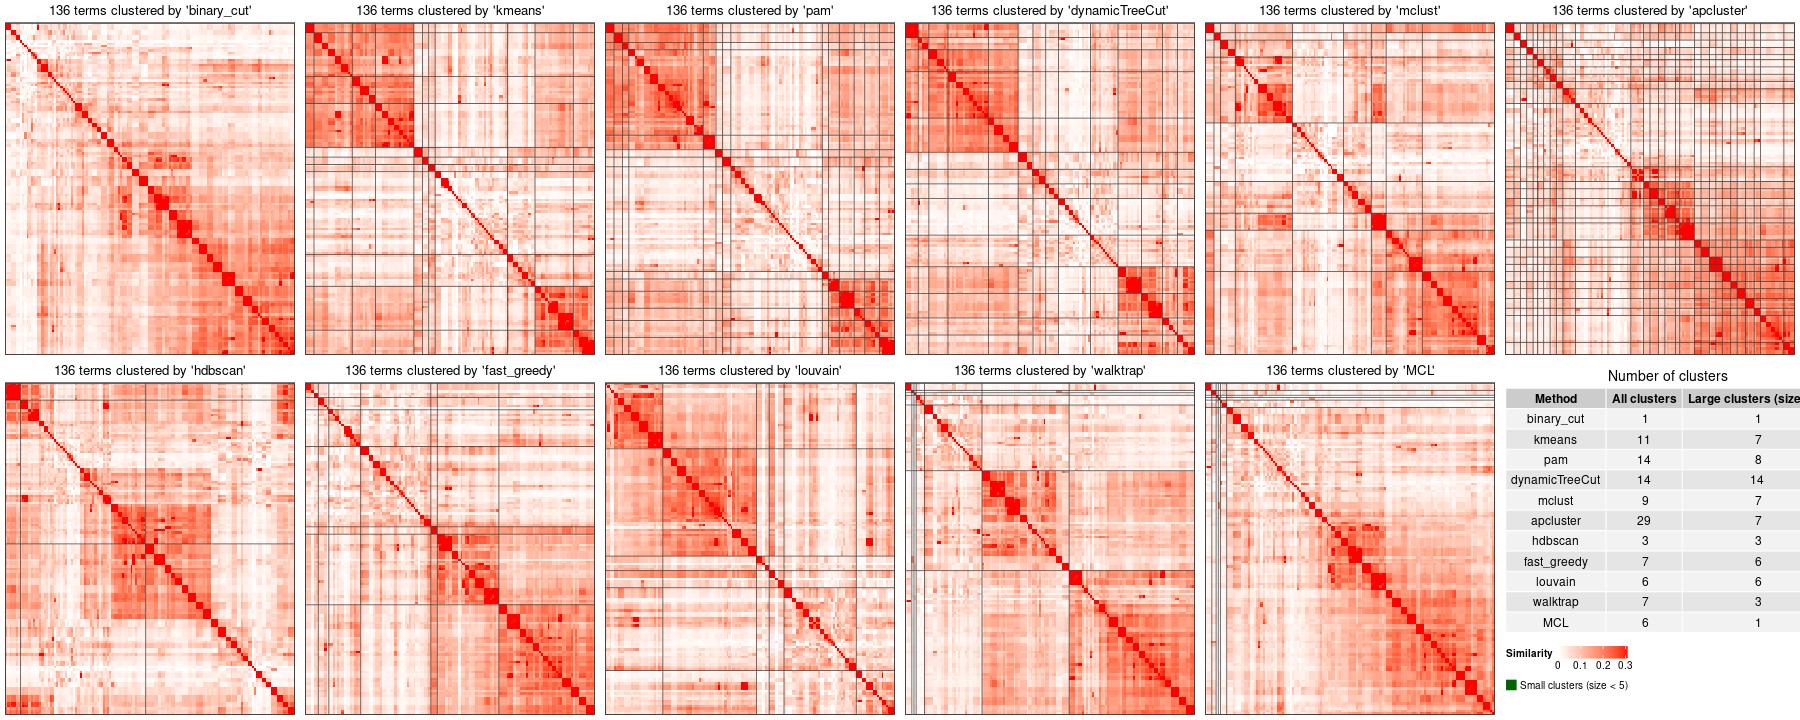 136 terms clustered by 'binary_cut'
136 terms clustered by 'kmeans'
136 terms clustered by 'pam'
136 terms clustered by 'dynamicTreeCut'
136 terms clustered by 'mclust'
136 terms clustered by 'apcluster'
136 terms clustered by 'hdbscan'
136 terms clustered by 'fast_greedy'
136 terms clustered by 'louvain'
136 terms clustered by 'walktrap'
136 terms clustered by 'MCL'
Number of clusters
Method All clusters Large clusters (size
binary_cut 1 1
kmeans 11 7
pam 14 8
dynamicTreeCut 14 14
mclust 9 7
apcluster 29 7
hdbscan 3 3
fast_greedy 7 6
louvain 6 6
walktrap 7 3
MCL 6 1
Similarity
0 0.1 0.2 0.3
Small clusters (size < 5)